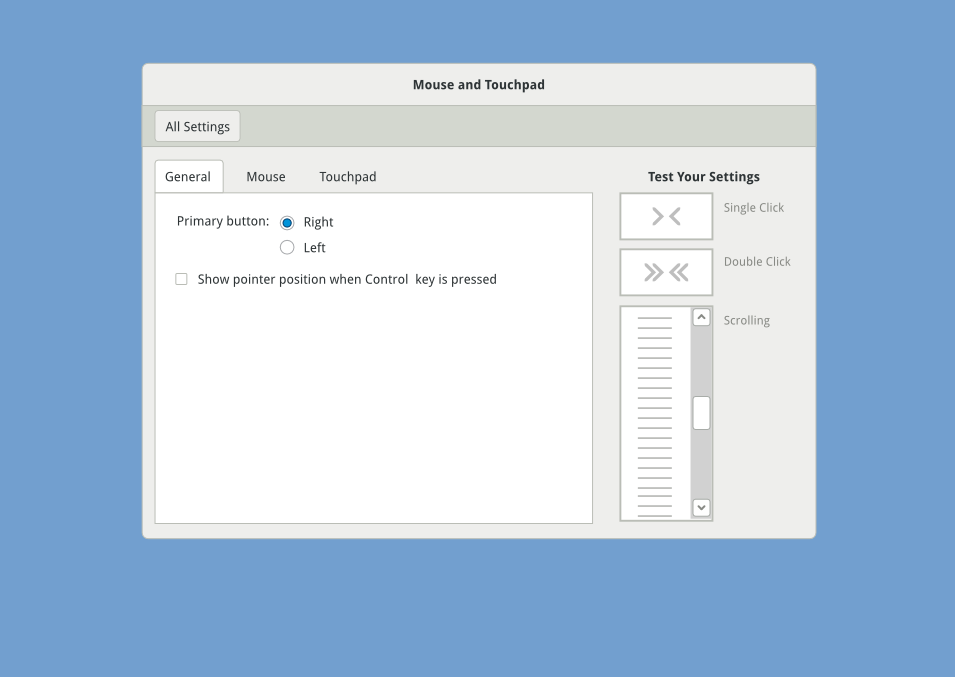 Mouse and Touchpad
All Settings
General Mouse Touchpad
Primary button: Right
Left
Show pointer position when Control key is pressed
Test Your Settings
Single Click
Double Click
Scrolling